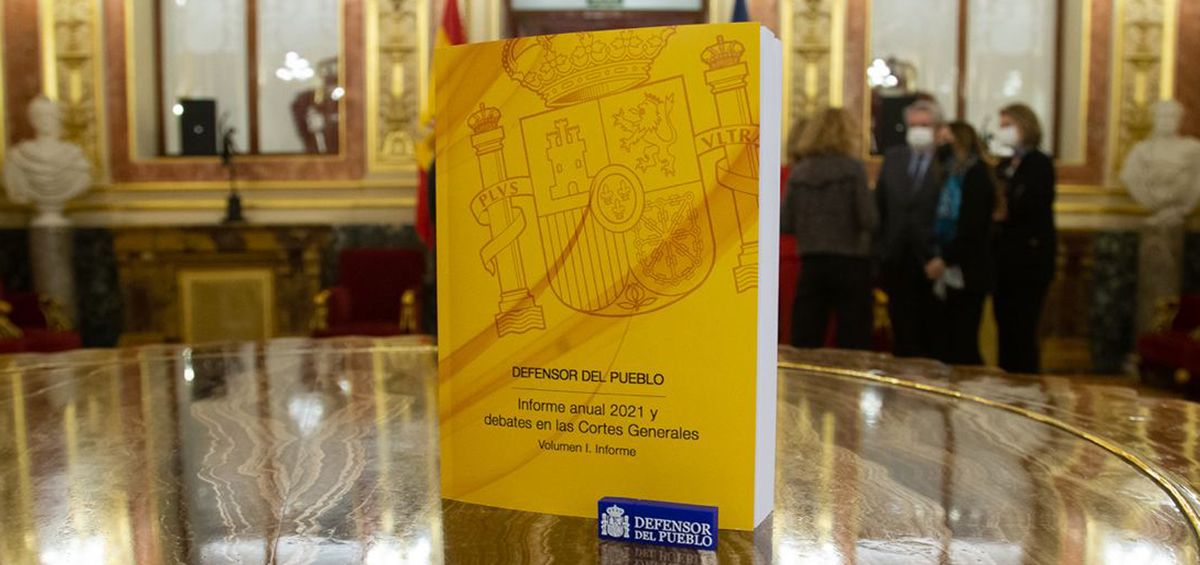 PLVS
VLTRA
DEFENSOR DEL PUEBLO
Informe anual 2021 y
debates en las Cortes Generales
Volumen I. Informe
DEFENSOR
DEL PUEBLO